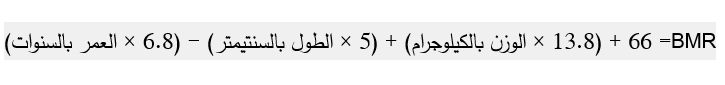 BMR= 66 + (13.8 × الوزن بالكيلوجرام) + (5 × الطول بالسنتيمتر) − (6.8 × العمر بالسنوات)